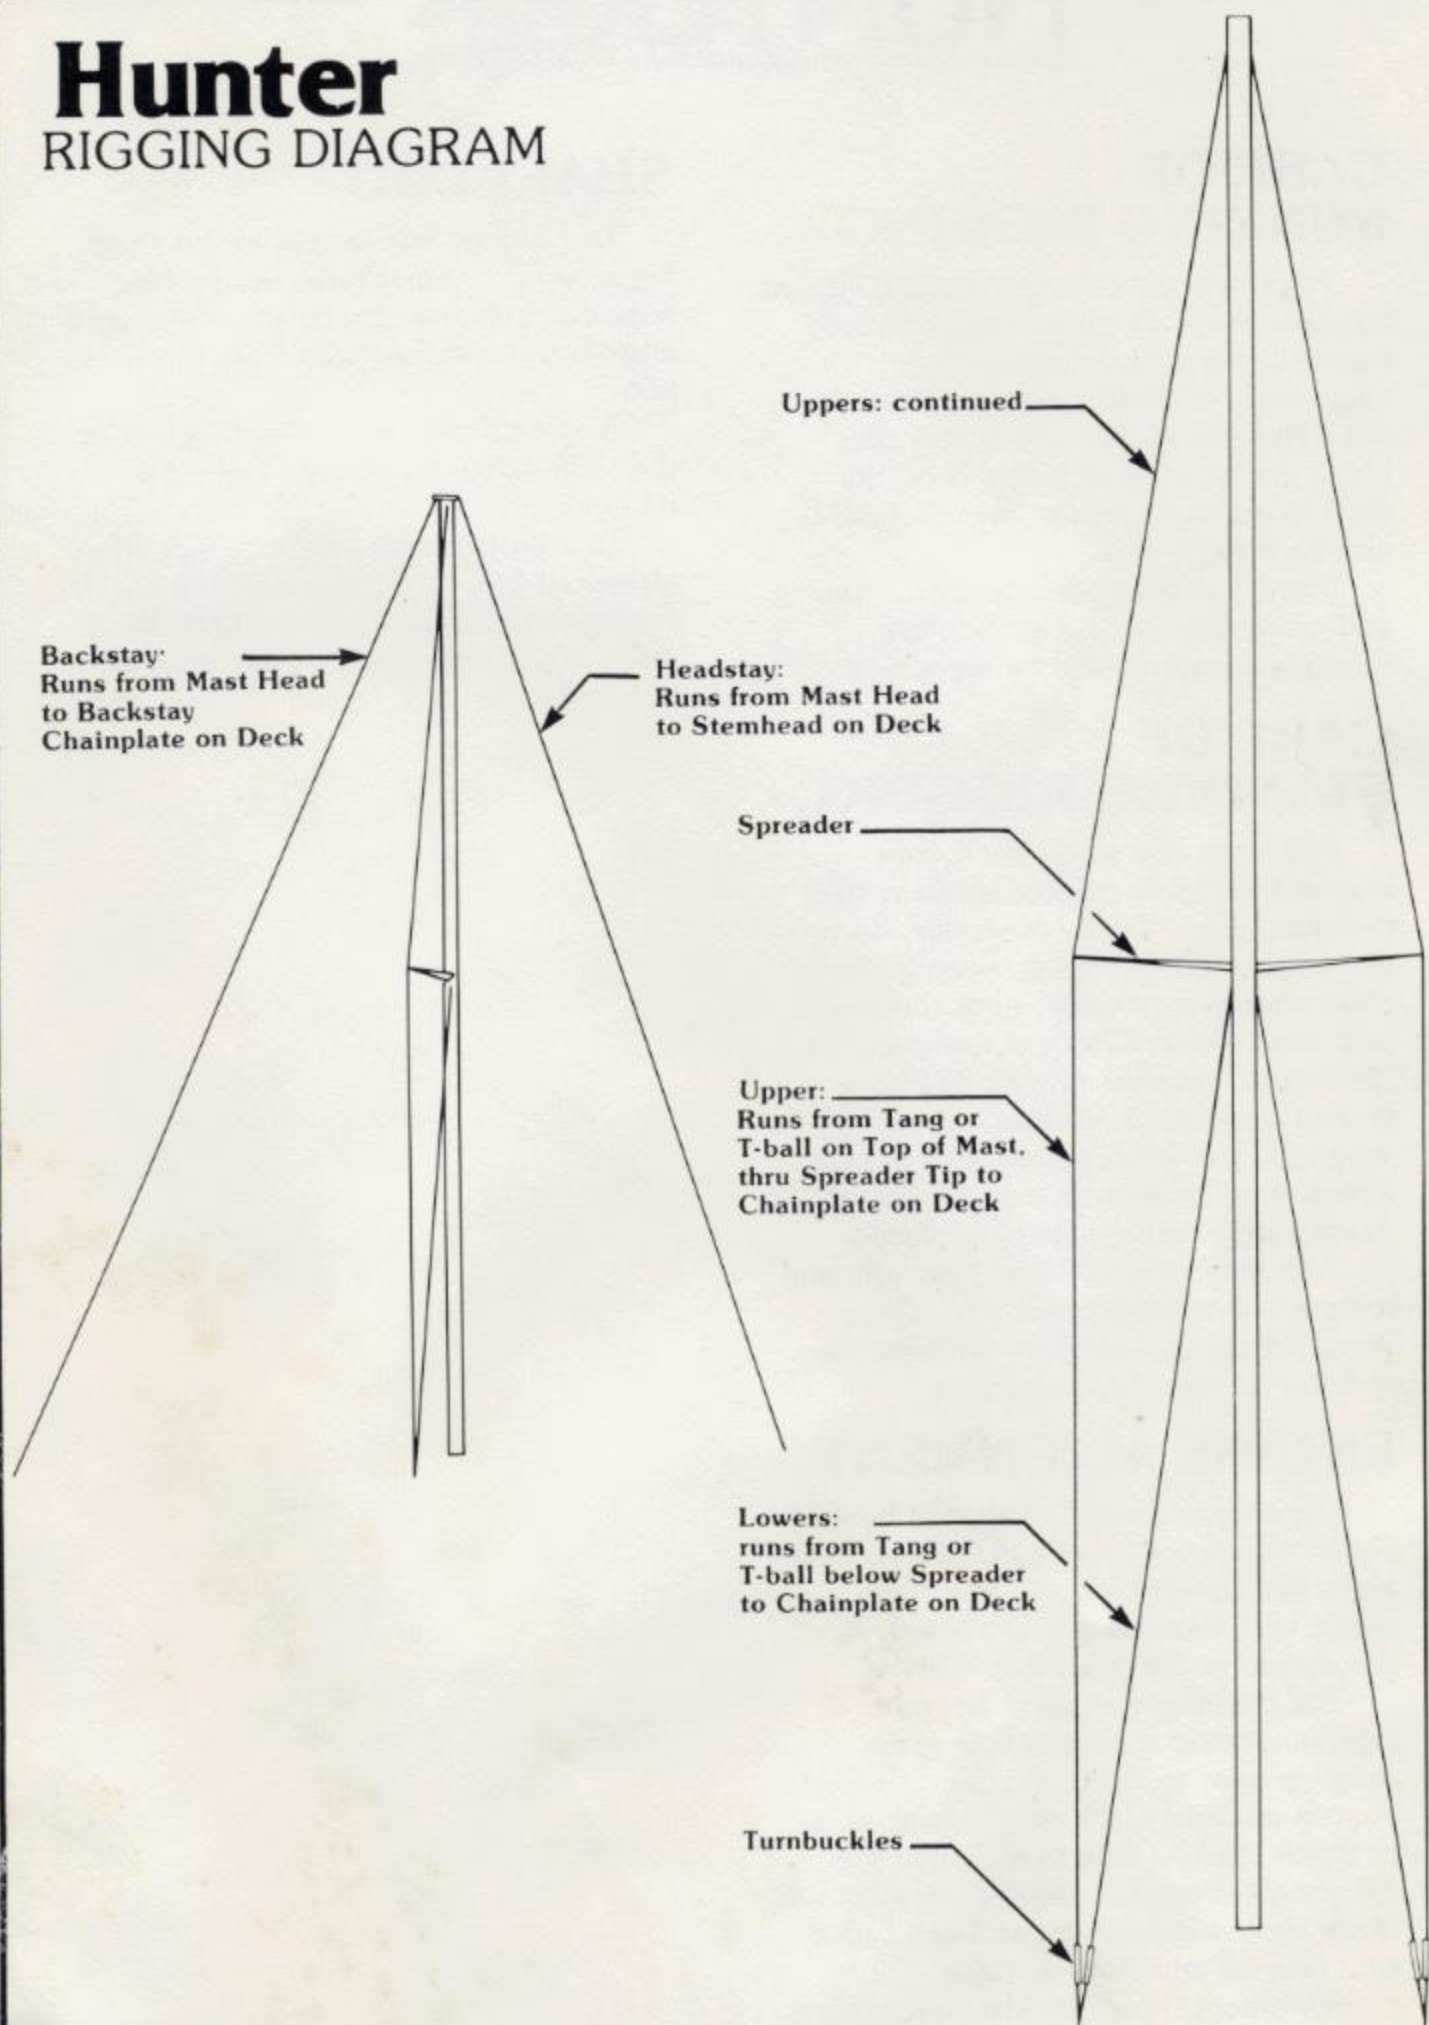 Hunter
RIGGING DIAGRAM
Uppers: continued
Backstay:
Runs from Mast Head
to Backstay
Chainplate on Deck
Headstay:
Runs from Mast Head
to Stemhead on Deck
Spreader
Upper:
Runs from Tang or
T-ball on Top of Mast.
thru Spreader Tip to
Chainplate on Deck
Lowers:
runs from Tang or
T-ball below Spreader
to Chainplate on Deck
Turnbuckles